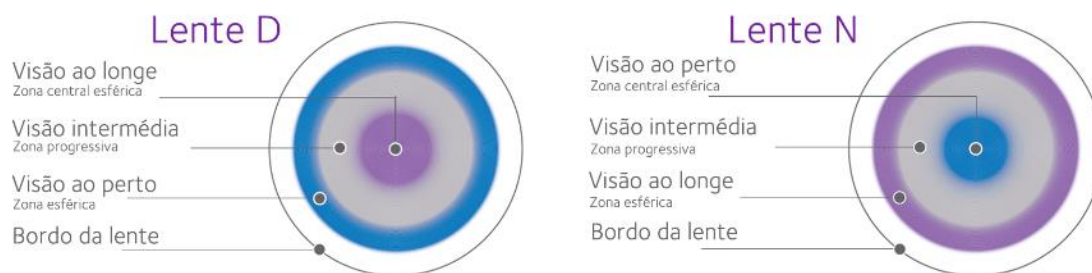 Lente D
Visão ao longe
Zona central esférica
Visão intermédia
Zona progressiva
Visão ao perto
Zona esférica
Bordo da lente
Lente N
Visão ao perto
Zona central esférica
Visão intermédia
Zona progressiva
Visão ao longe
Zona esférica
Bordo da lente